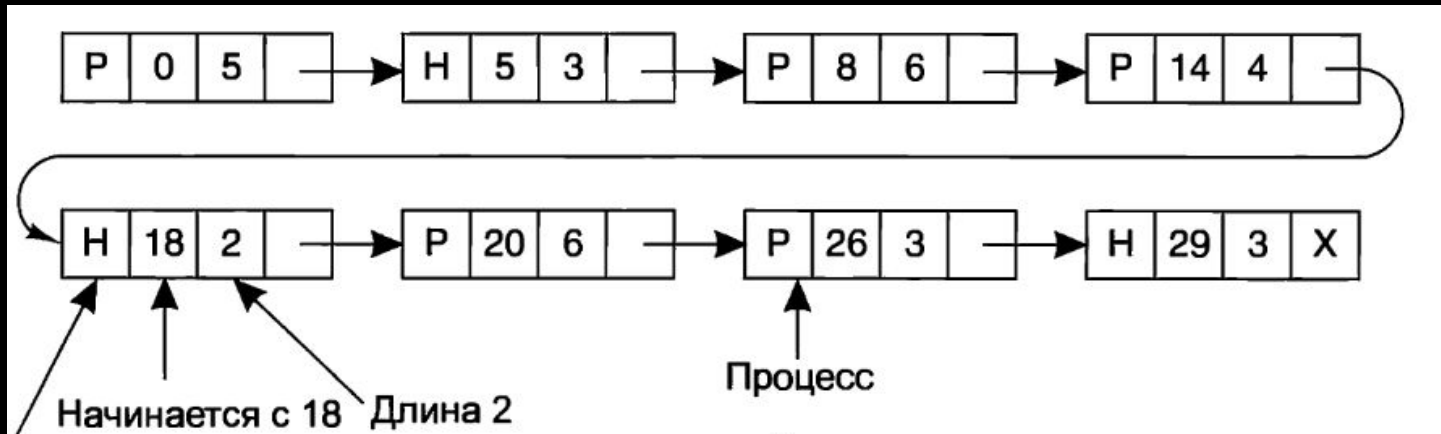 P 0 5 H 5 3 P 8 6 P 14 4
H 18 2 P 20 6 P 26 3 H 29 3 X
Процесс
Начинается с 18 Длина 2